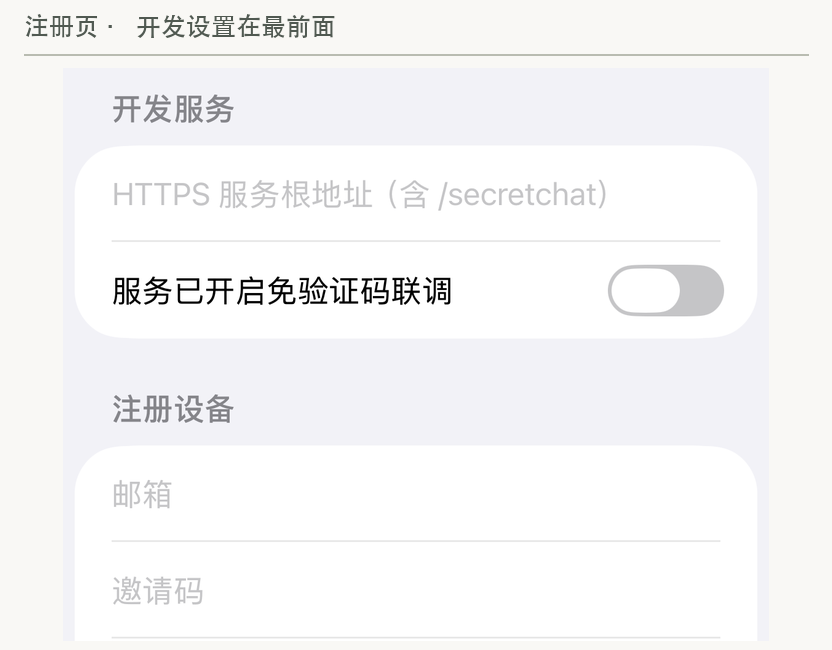 注册页 · 开发设置在最前面
开发服务
HTTPS 服务根地址（含 /secretchat）
服务已开启免验证码联调
注册设备
邮箱
邀请码